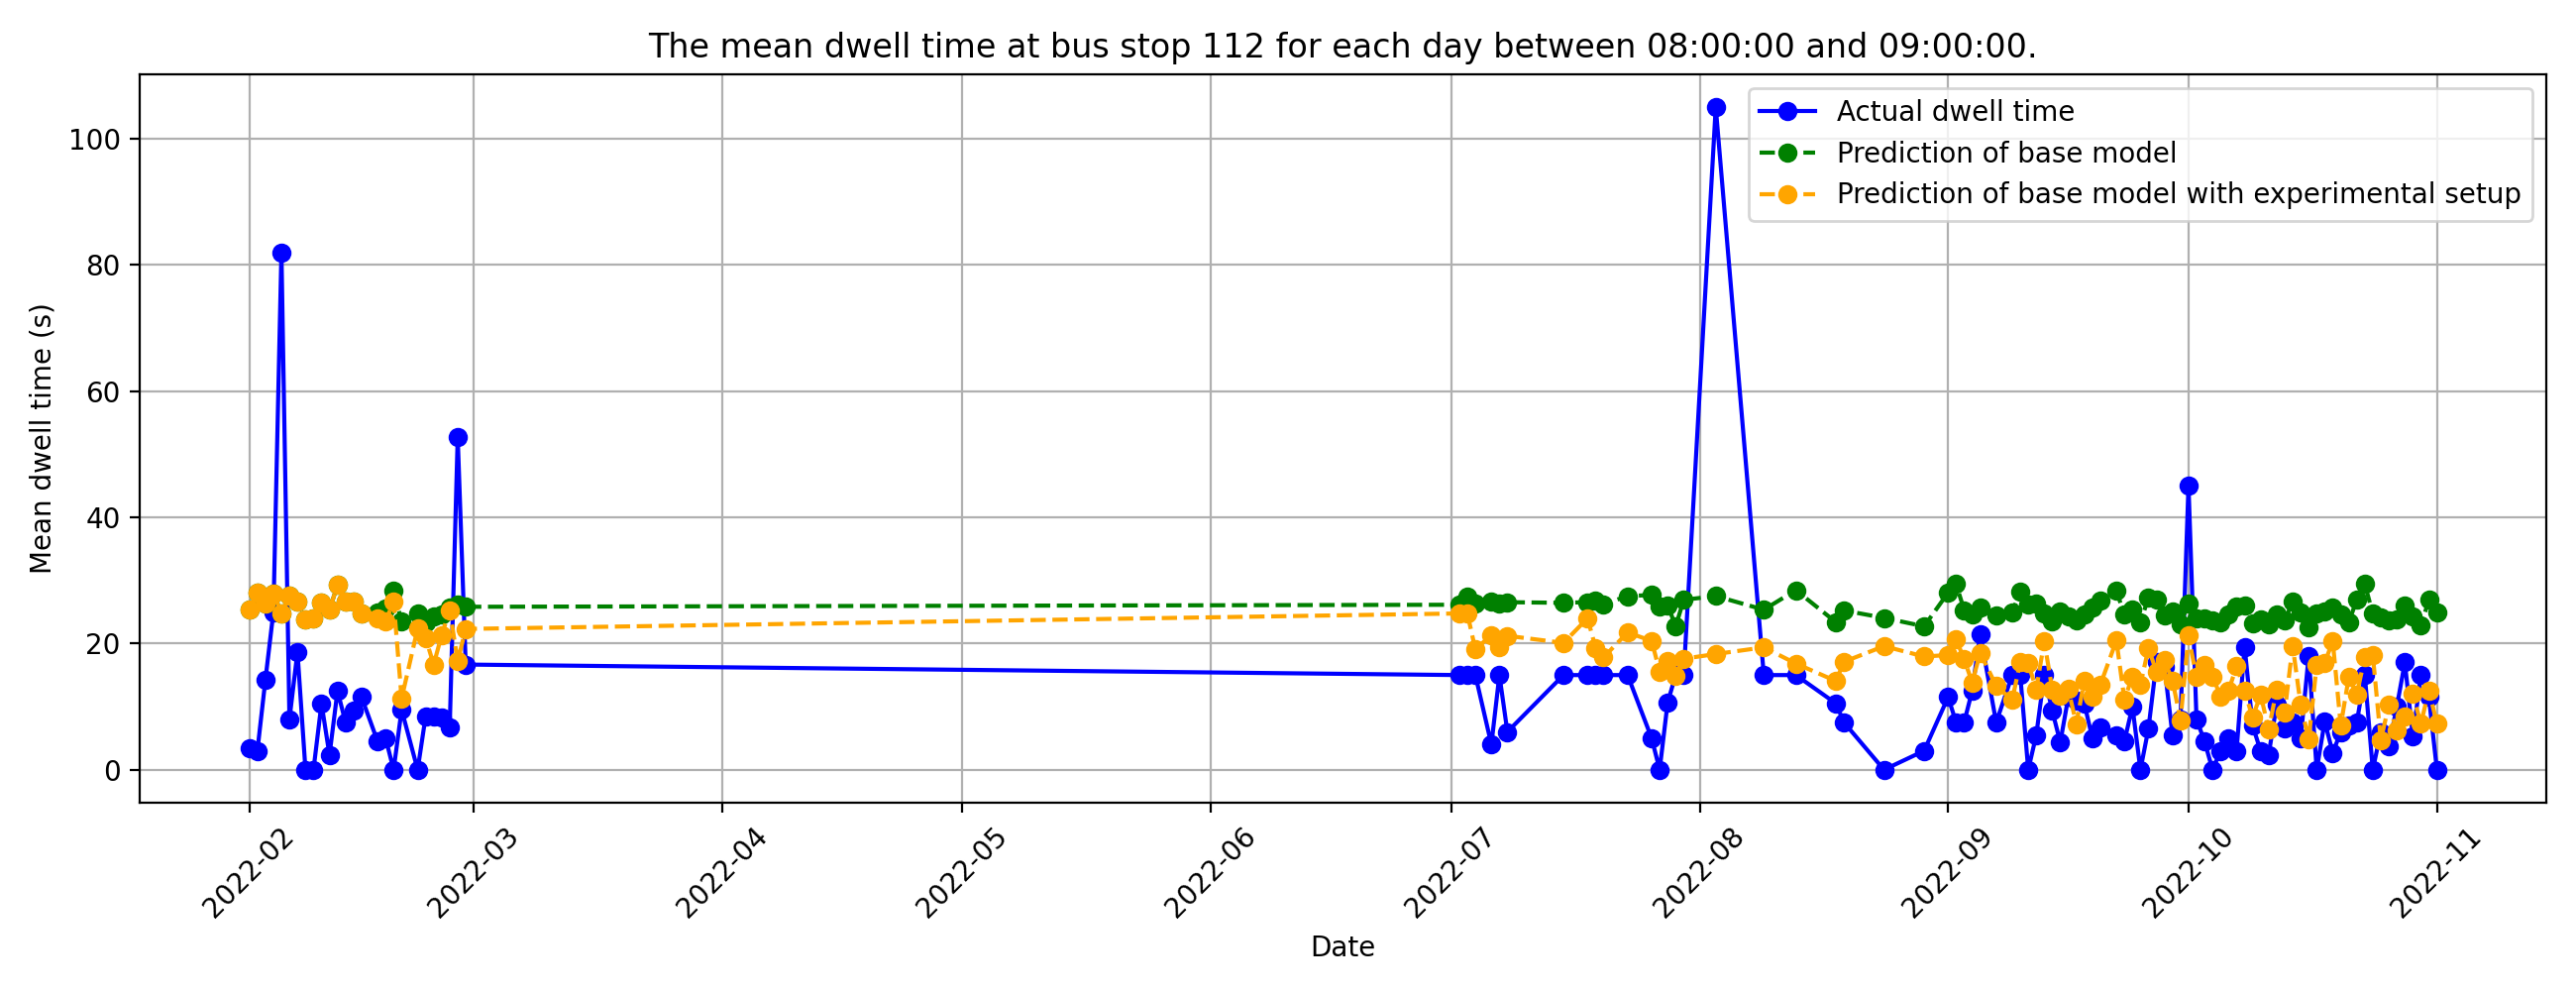 The mean dwell time at bus stop 112 for each day between 08:00:00 and 09:00:00.
Actual dwell time
Prediction of base model
Prediction of base model with experimental setup
Mean dwell time (s)
100
80
60
40
20
0
2022-02
2022-03
2022-04
2022-05
2022-06
2022-07
2022-08
2022-09
2022-10
2022-11
Date